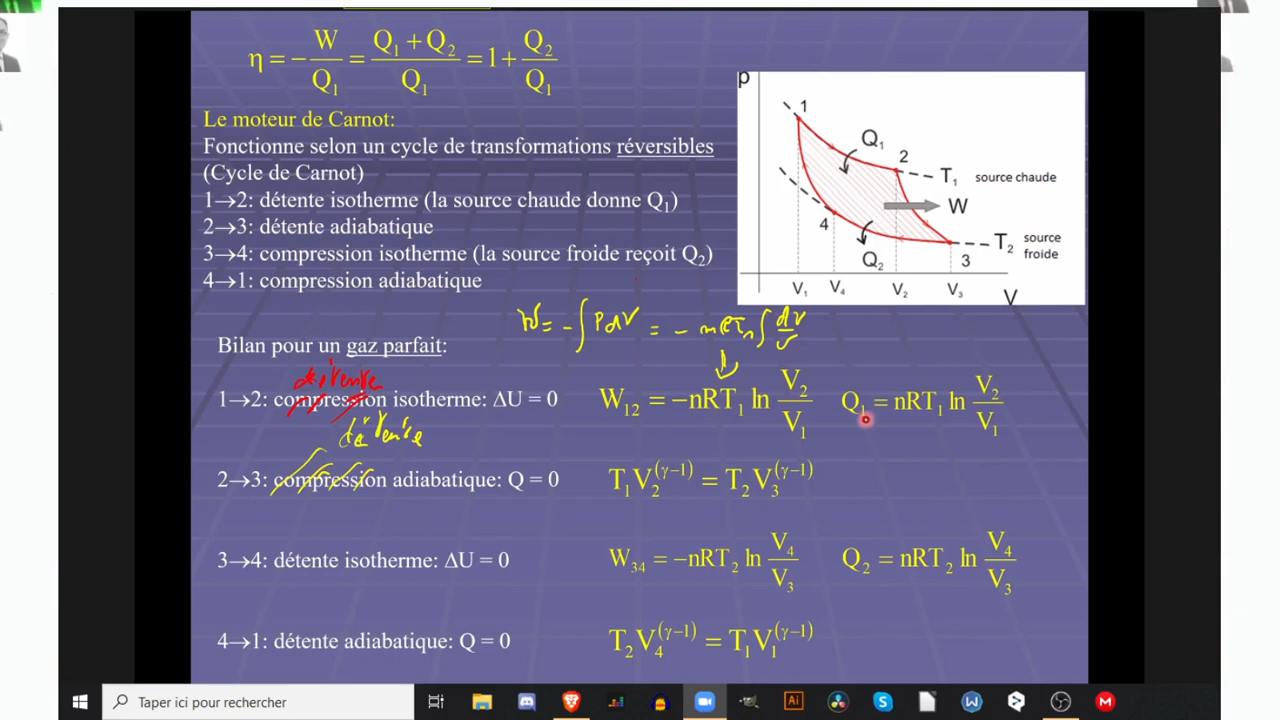 η = − W/Q₁ = (Q₁ + Q₂)/Q₁ = 1 + Q₂/Q₁
Le moteur de Carnot:
Fonctionne selon un cycle de transformations réversibles
(Cycle de Carnot)
1→2: détente isotherme (la source chaude donne Q₁)
2→3: détente adiabatique
3→4: compression isotherme (la source froide reçoit Q₂)
4→1: compression adiabatique
p
1
Q₁
2
T₁ source chaude
W
4
T₂ source froide
Q₂
3
V₁ V₄ V₂ V₃ V
W = − ∫ P dV = − nRT₁ ∫ dV/V
Bilan pour un gaz parfait:
détente
1→2: compression isotherme: ΔU = 0 W₁₂ = −nRT₁ ln V₂/V₁ Q₁ = nRT₁ ln V₂/V₁
détente
2→3: compression adiabatique: Q = 0 T₁V₂^(γ−1) = T₂V₃^(γ−1)
3→4: détente isotherme: ΔU = 0 W₃₄ = −nRT₂ ln V₄/V₃ Q₂ = nRT₂ ln V₄/V₃
4→1: détente adiabatique: Q = 0 T₂V₄^(γ−1) = T₁V₁^(γ−1)
Taper ici pour rechercher